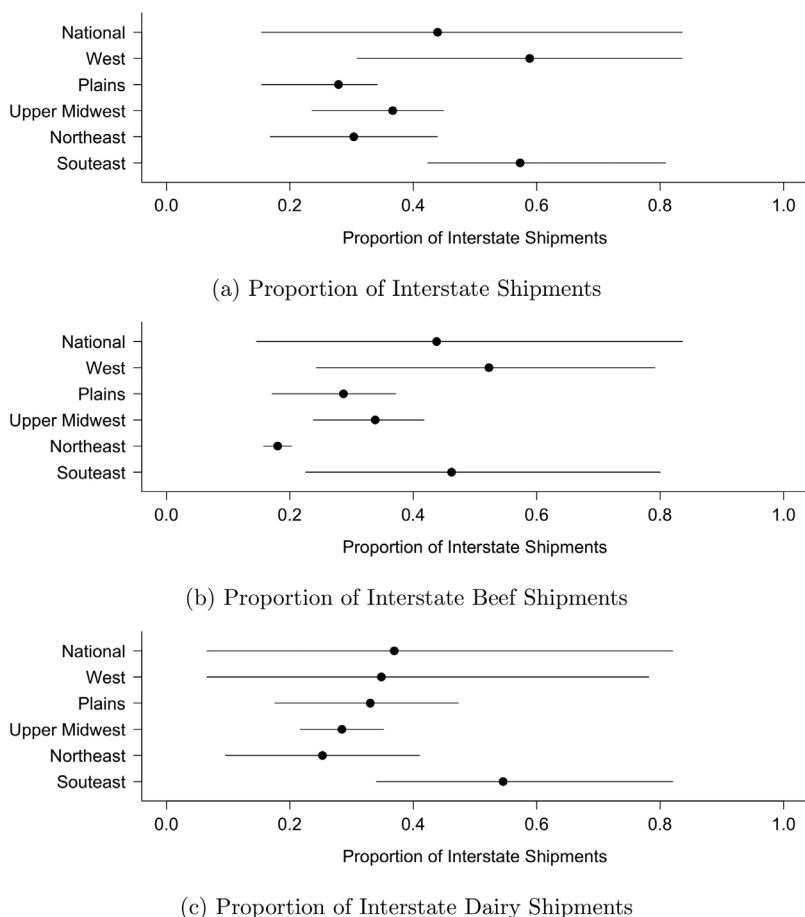 National
West
Plains
Upper Midwest
Northeast
Souteast
0.0 0.2 0.4 0.6 0.8 1.0
Proportion of Interstate Shipments
(a) Proportion of Interstate Shipments
National
West
Plains
Upper Midwest
Northeast
Souteast
0.0 0.2 0.4 0.6 0.8 1.0
Proportion of Interstate Shipments
(b) Proportion of Interstate Beef Shipments
National
West
Plains
Upper Midwest
Northeast
Souteast
0.0 0.2 0.4 0.6 0.8 1.0
Proportion of Interstate Shipments
(c) Proportion of Interstate Dairy Shipments